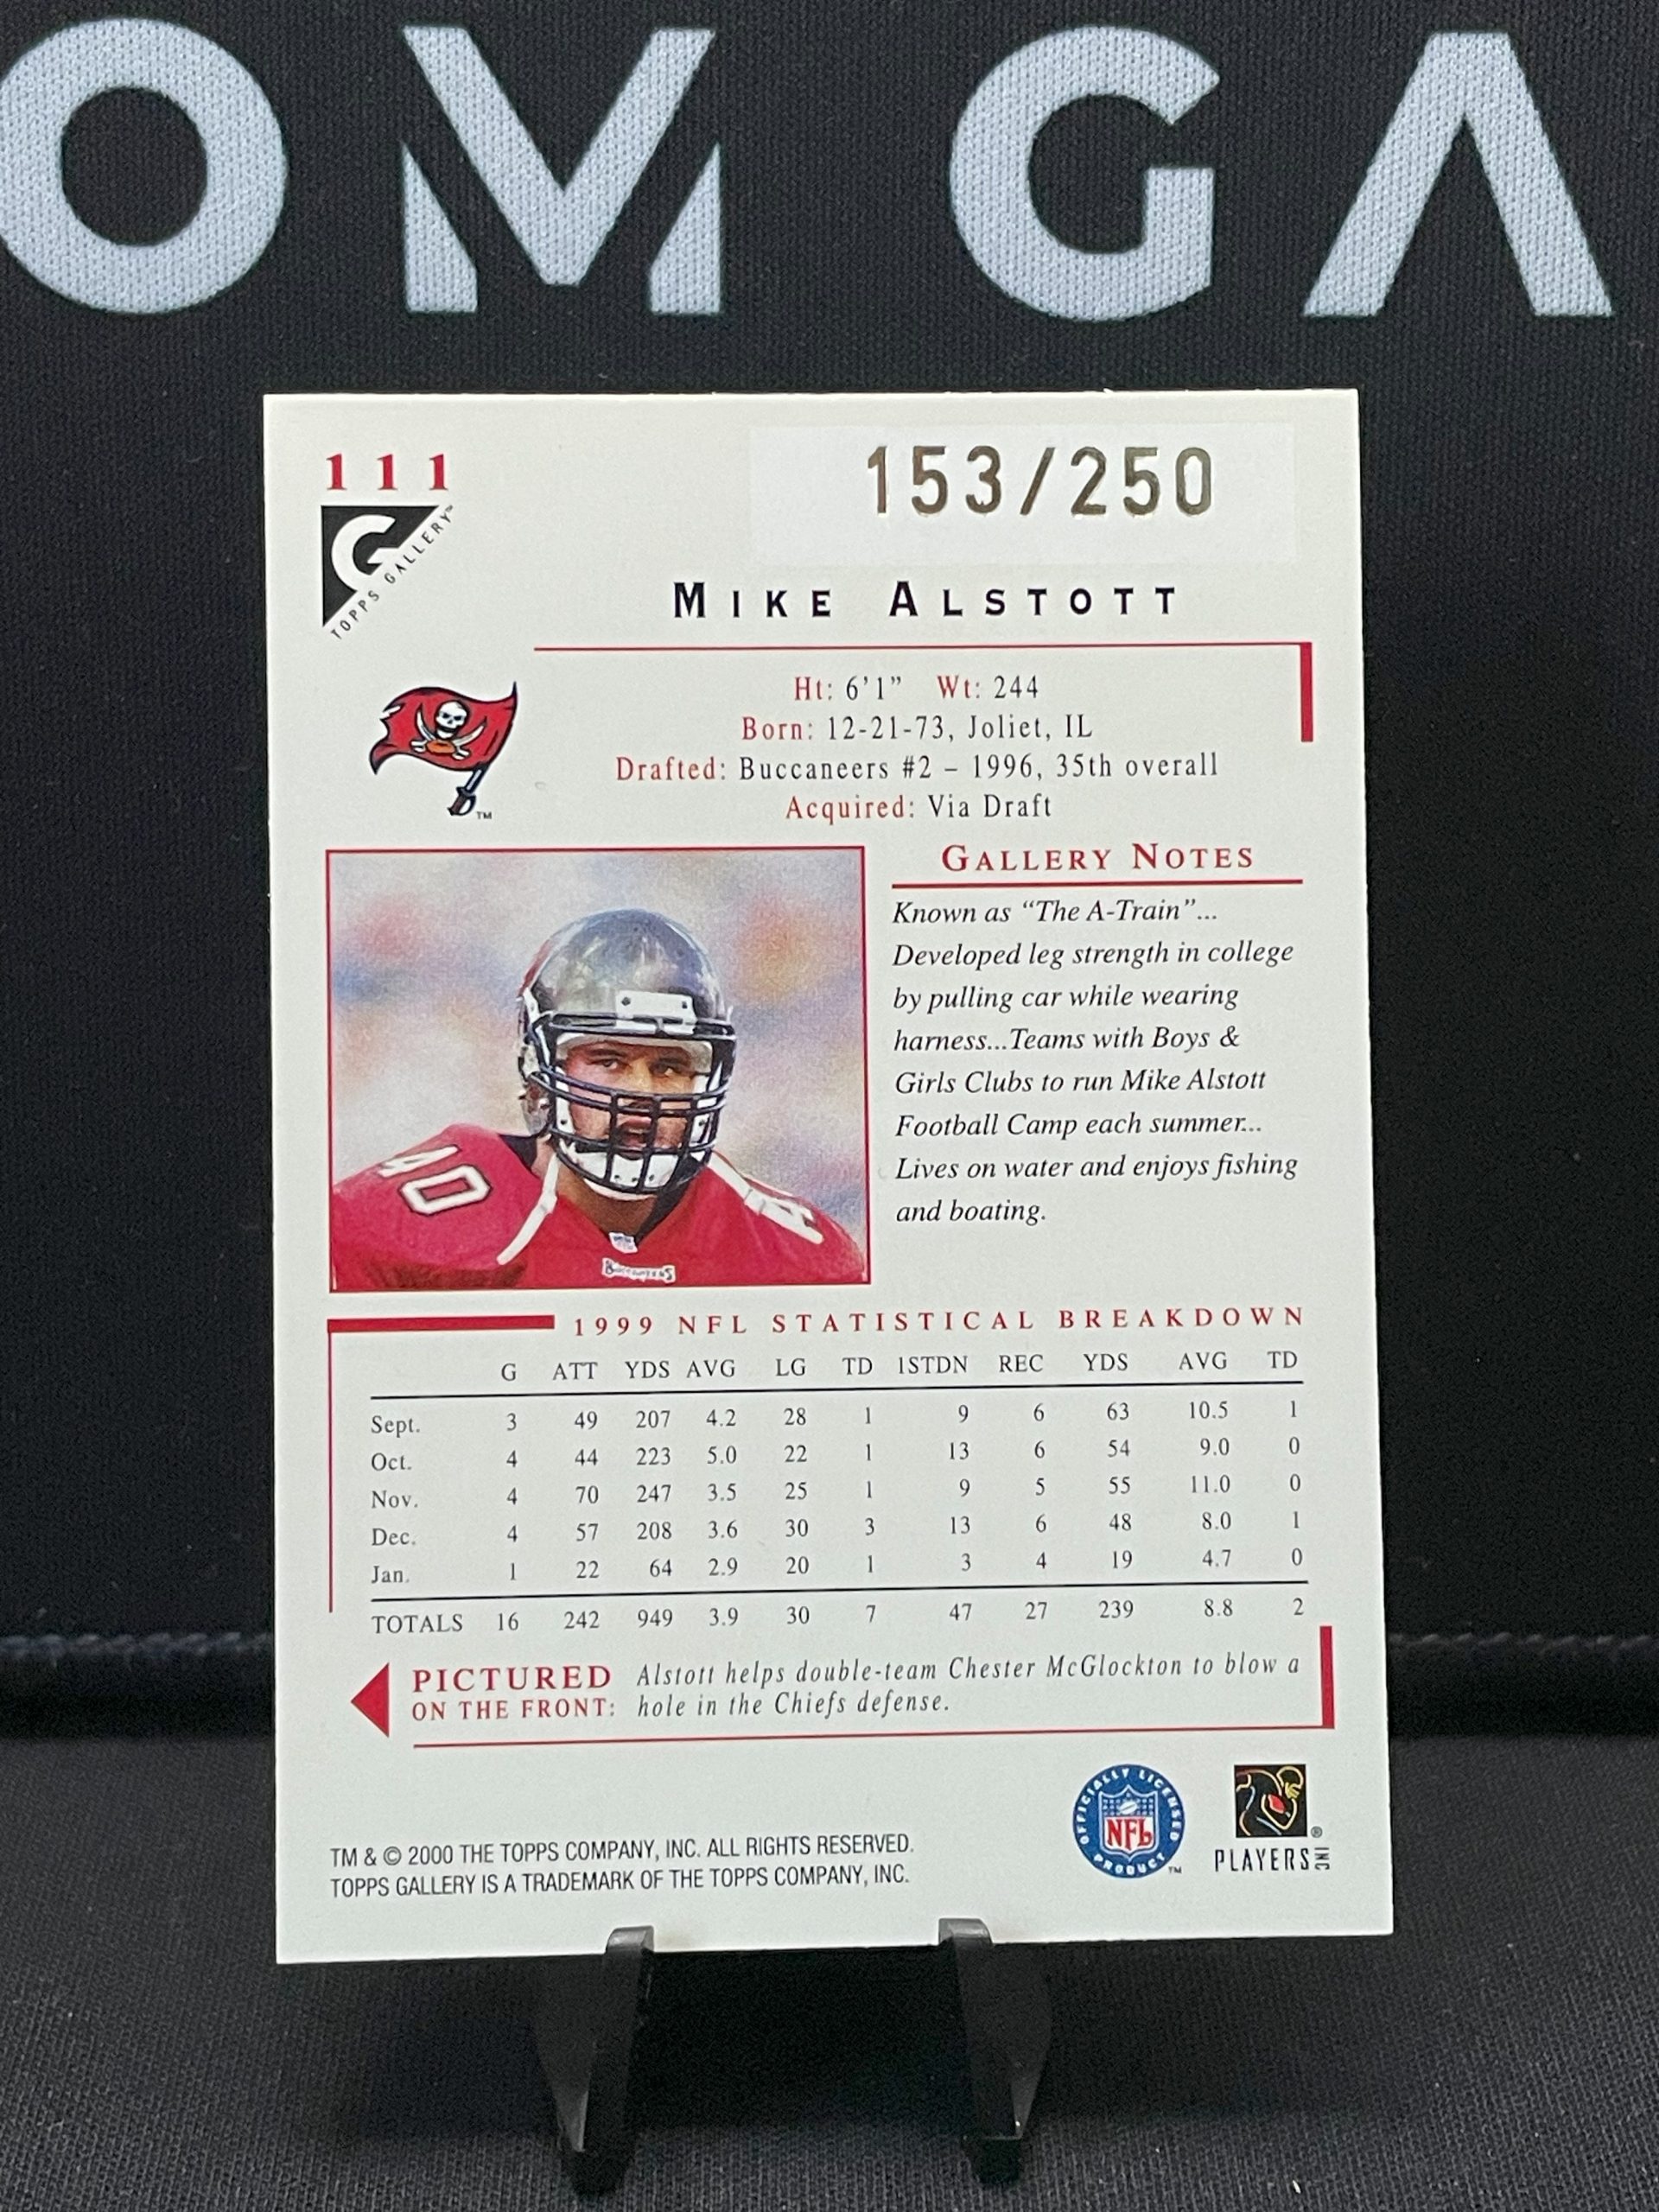 OM GA
111
153/250
G
TOPPS GALLERY™
MIKE ALSTOTT
Ht: 6'1" Wt: 244
Born: 12-21-73, Joliet, IL
Drafted: Buccaneers #2 – 1996, 35th overall
Acquired: Via Draft
TM
GALLERY NOTES
Known as “The A-Train”...
Developed leg strength in college
by pulling car while wearing
harness...Teams with Boys &
Girls Clubs to run Mike Alstott
Football Camp each summer...
Lives on water and enjoys fishing
and boating.
40
BUCCANEERS
1999 NFL STATISTICAL BREAKDOWN
G ATT YDS AVG LG TD 1STDN REC YDS AVG TD
Sept. 3 49 207 4.2 28 1 9 6 63 10.5 1
Oct. 4 44 223 5.0 22 1 13 6 54 9.0 0
Nov. 4 70 247 3.5 25 1 9 5 55 11.0 0
Dec. 4 57 208 3.6 30 3 13 6 48 8.0 1
Jan. 1 22 64 2.9 20 1 3 4 19 4.7 0
TOTALS 16 242 949 3.9 30 7 47 27 239 8.8 2
PICTURED ON THE FRONT: Alstott helps double-team Chester McGlockton to blow a
hole in the Chiefs defense.
OFFICIALLY LICENSED
NFL
PRODUCT
TM
®
PLAYERS INC
TM & © 2000 THE TOPPS COMPANY, INC. ALL RIGHTS RESERVED.
TOPPS GALLERY IS A TRADEMARK OF THE TOPPS COMPANY, INC.